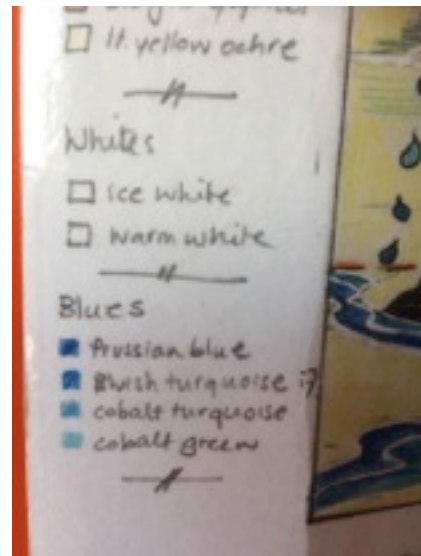 lt. yellow ochre
Whites
ice white
warm white
Blues
Prussian blue
Bluish turquoise
cobalt turquoise
cobalt green